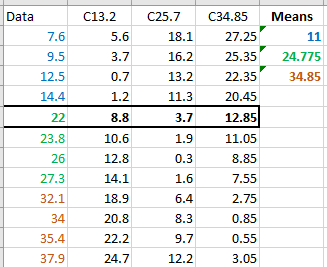 Data C13.2 C25.7 C34.85 Means
7.6 5.6 18.1 27.25 11
9.5 3.7 16.2 25.35 24.775
12.5 0.7 13.2 22.35 34.85
14.4 1.2 11.3 20.45
22 8.8 3.7 12.85
23.8 10.6 1.9 11.05
26 12.8 0.3 8.85
27.3 14.1 1.6 7.55
32.1 18.9 6.4 2.75
34 20.8 8.3 0.85
35.4 22.2 9.7 0.55
37.9 24.7 12.2 3.05